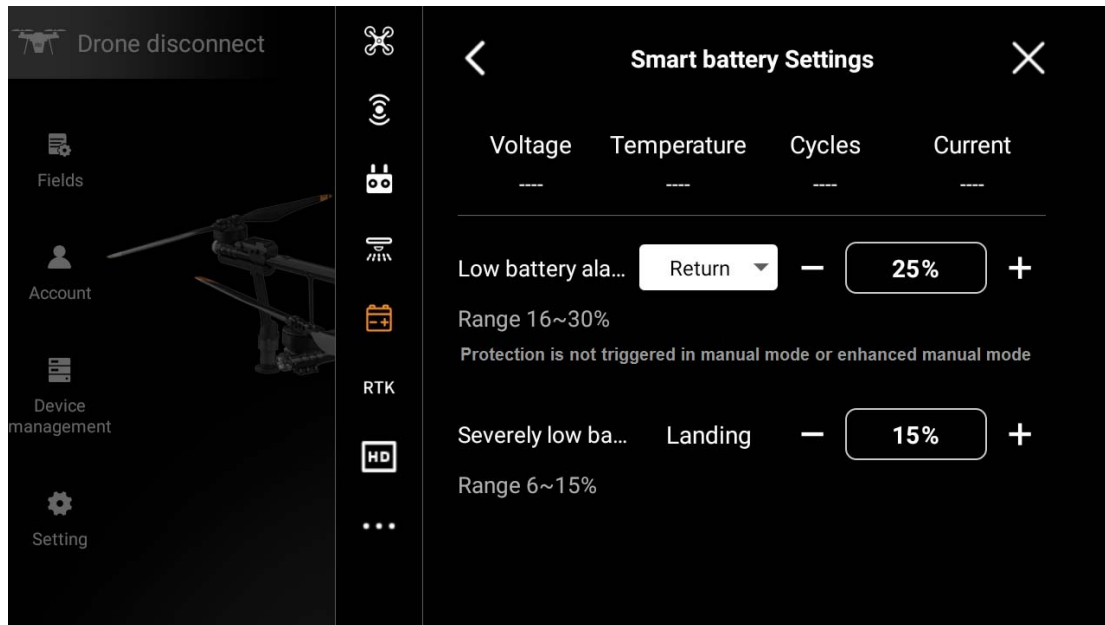 Drone disconnect
Fields
Account
Device
management
Setting
RTK
HD
Smart battery Settings
Voltage Temperature Cycles Current
---- ---- ---- ----
Low battery ala... Return 25%
Range 16~30%
Protection is not triggered in manual mode or enhanced manual mode
Severely low ba... Landing 15%
Range 6~15%